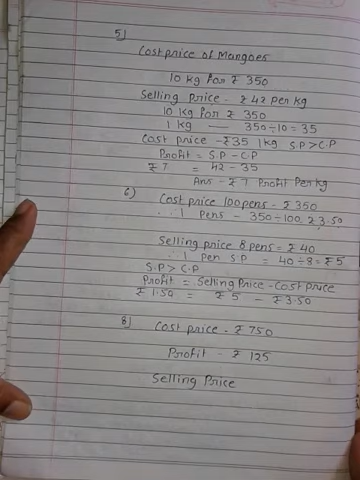 5)
Cost price of Mangoes
10 kg for ₹ 350
Selling price - ₹ 42 per kg
10 kg for ₹ 350
1 kg — 350÷10 = 35
Cost price - ₹35 1kg S.P > C.P
Profit = S.P - C.P
₹ 7 = 42 - 35
Ans - ₹ 7 Profit Per kg
6)
Cost price 100 pens - ₹ 350
∴ 1 Pens - 350÷100 ₹ 3.50
Selling price 8 pens = ₹ 40
∴ 1 pen S.P = 40 ÷ 8 = ₹ 5
S.P > C.P
Profit = Selling Price - Cost price
₹ 1.50 = ₹ 5 - ₹ 3.50
8) Cost price - ₹ 750
Profit - ₹ 125
Selling Price